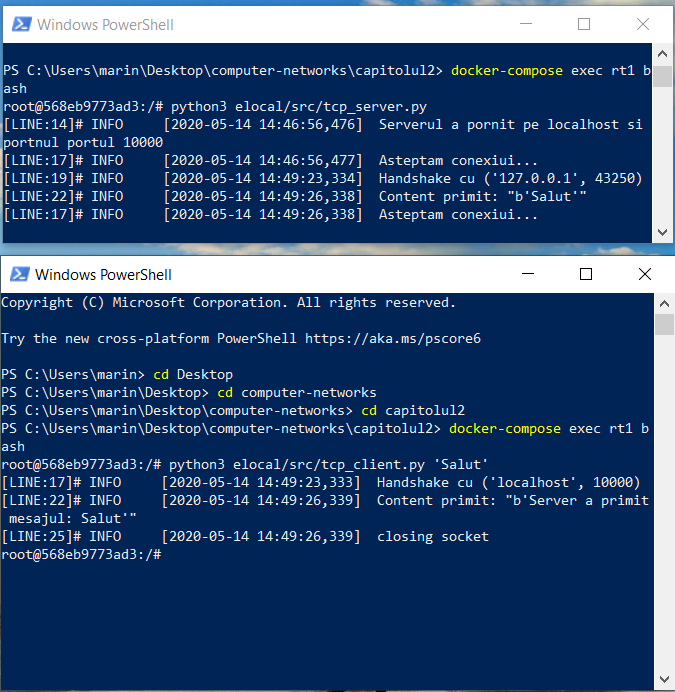 Windows PowerShell
PS C:\Users\marin\Desktop\computer-networks\capitolul2> docker-compose exec rt1 b
ash
root@568eb9773ad3:/# python3 elocal/src/tcp_server.py
[LINE:14]# INFO     [2020-05-14 14:46:56,476]  Serverul a pornit pe localhost si
portnul portul 10000
[LINE:17]# INFO     [2020-05-14 14:46:56,477]  Asteptam conexiui...
[LINE:19]# INFO     [2020-05-14 14:49:23,334]  Handshake cu ('127.0.0.1', 43250)
[LINE:22]# INFO     [2020-05-14 14:49:26,338]  Content primit: "b'Salut'"
[LINE:17]# INFO     [2020-05-14 14:49:26,338]  Asteptam conexiui...
Windows PowerShell
Copyright (C) Microsoft Corporation. All rights reserved.
Try the new cross-platform PowerShell https://aka.ms/pscore6
PS C:\Users\marin> cd Desktop
PS C:\Users\marin\Desktop> cd computer-networks
PS C:\Users\marin\Desktop\computer-networks> cd capitolul2
PS C:\Users\marin\Desktop\computer-networks\capitolul2> docker-compose exec rt1 b
ash
root@568eb9773ad3:/# python3 elocal/src/tcp_client.py 'Salut'
[LINE:17]# INFO     [2020-05-14 14:49:23,333]  Handshake cu ('localhost', 10000)
[LINE:22]# INFO     [2020-05-14 14:49:26,339]  Content primit: "b'Server a primit
 mesajul: Salut'"
[LINE:25]# INFO     [2020-05-14 14:49:26,339]  closing socket
root@568eb9773ad3:/#